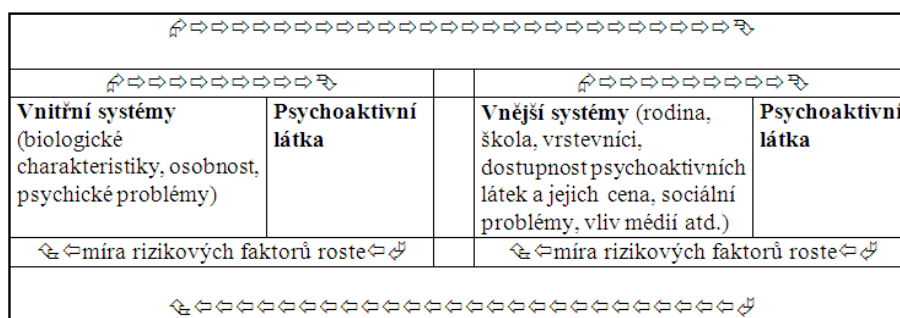 Vnitřní systémy
(biologické
charakteristiky, osobnost,
psychické problémy)
Psychoaktivní
látka
Vnější systémy (rodina,
škola, vrstevníci,
dostupnost psychoaktivních
látek a jejich cena, sociální
problémy, vliv médií atd.)
Psychoaktivní
látka
míra rizikových faktorů roste
míra rizikových faktorů roste